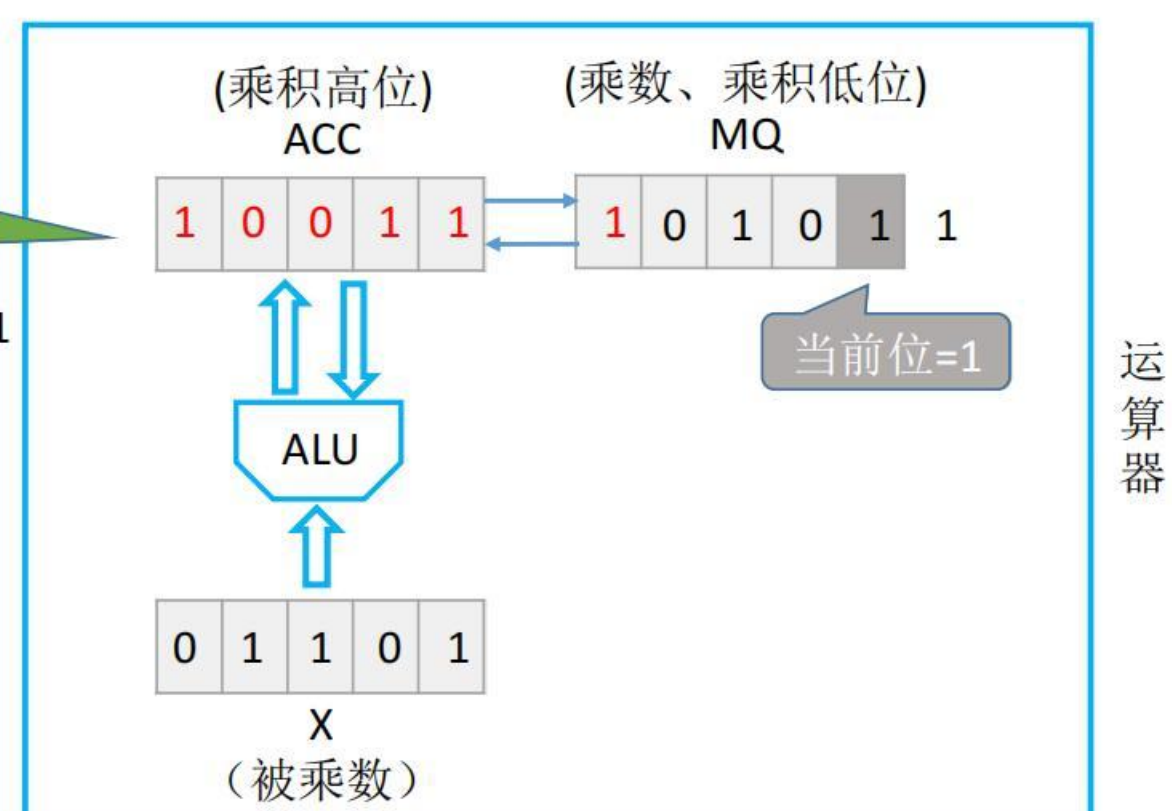 (乘积高位)
ACC
(乘数、乘积低位)
MQ
1 0 0 1 1
1 0 1 0 1 1
1
当前位=1
ALU
运算器
0 1 1 0 1
X
（被乘数）